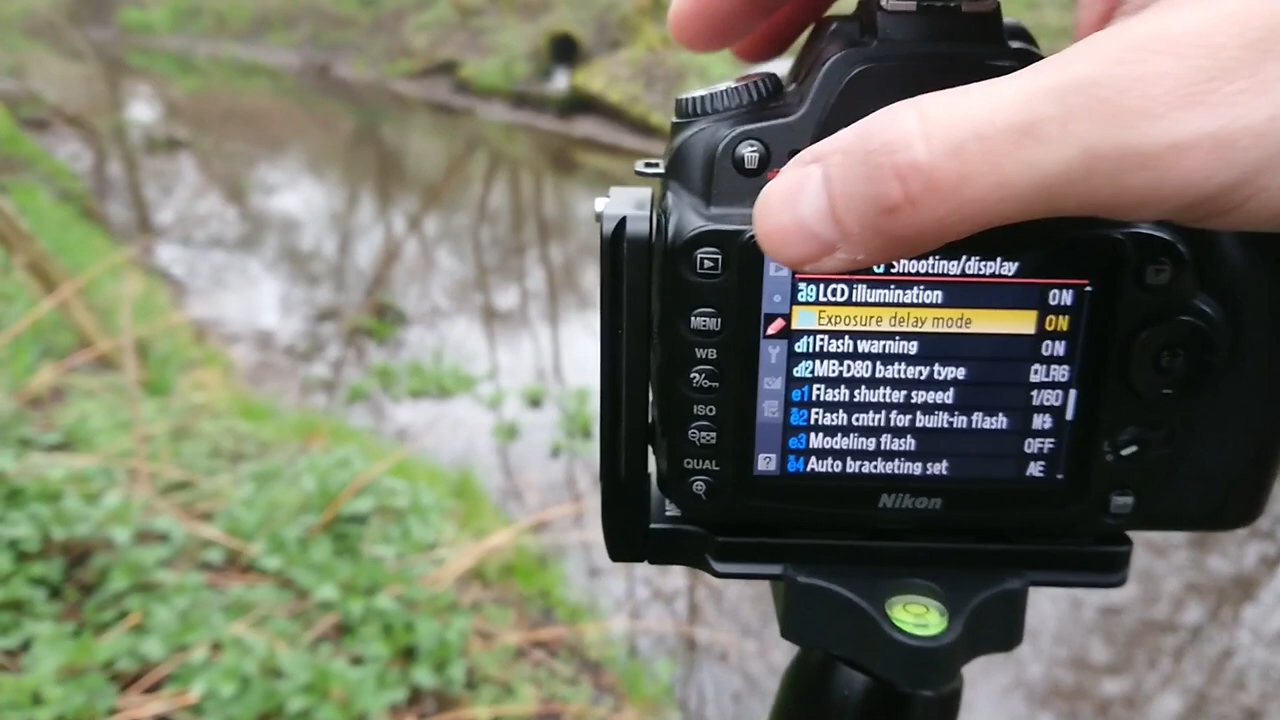 Shooting/display
d9 LCD illumination ON
Exposure delay mode ON
d11 Flash warning ON
d12 MB-D80 battery type LR6
e1 Flash shutter speed 1/60
e2 Flash cntrl for built-in flash M
e3 Modeling flash OFF
e4 Auto bracketing set AE
MENU
WB
?
ISO
QUAL
?
Nikon